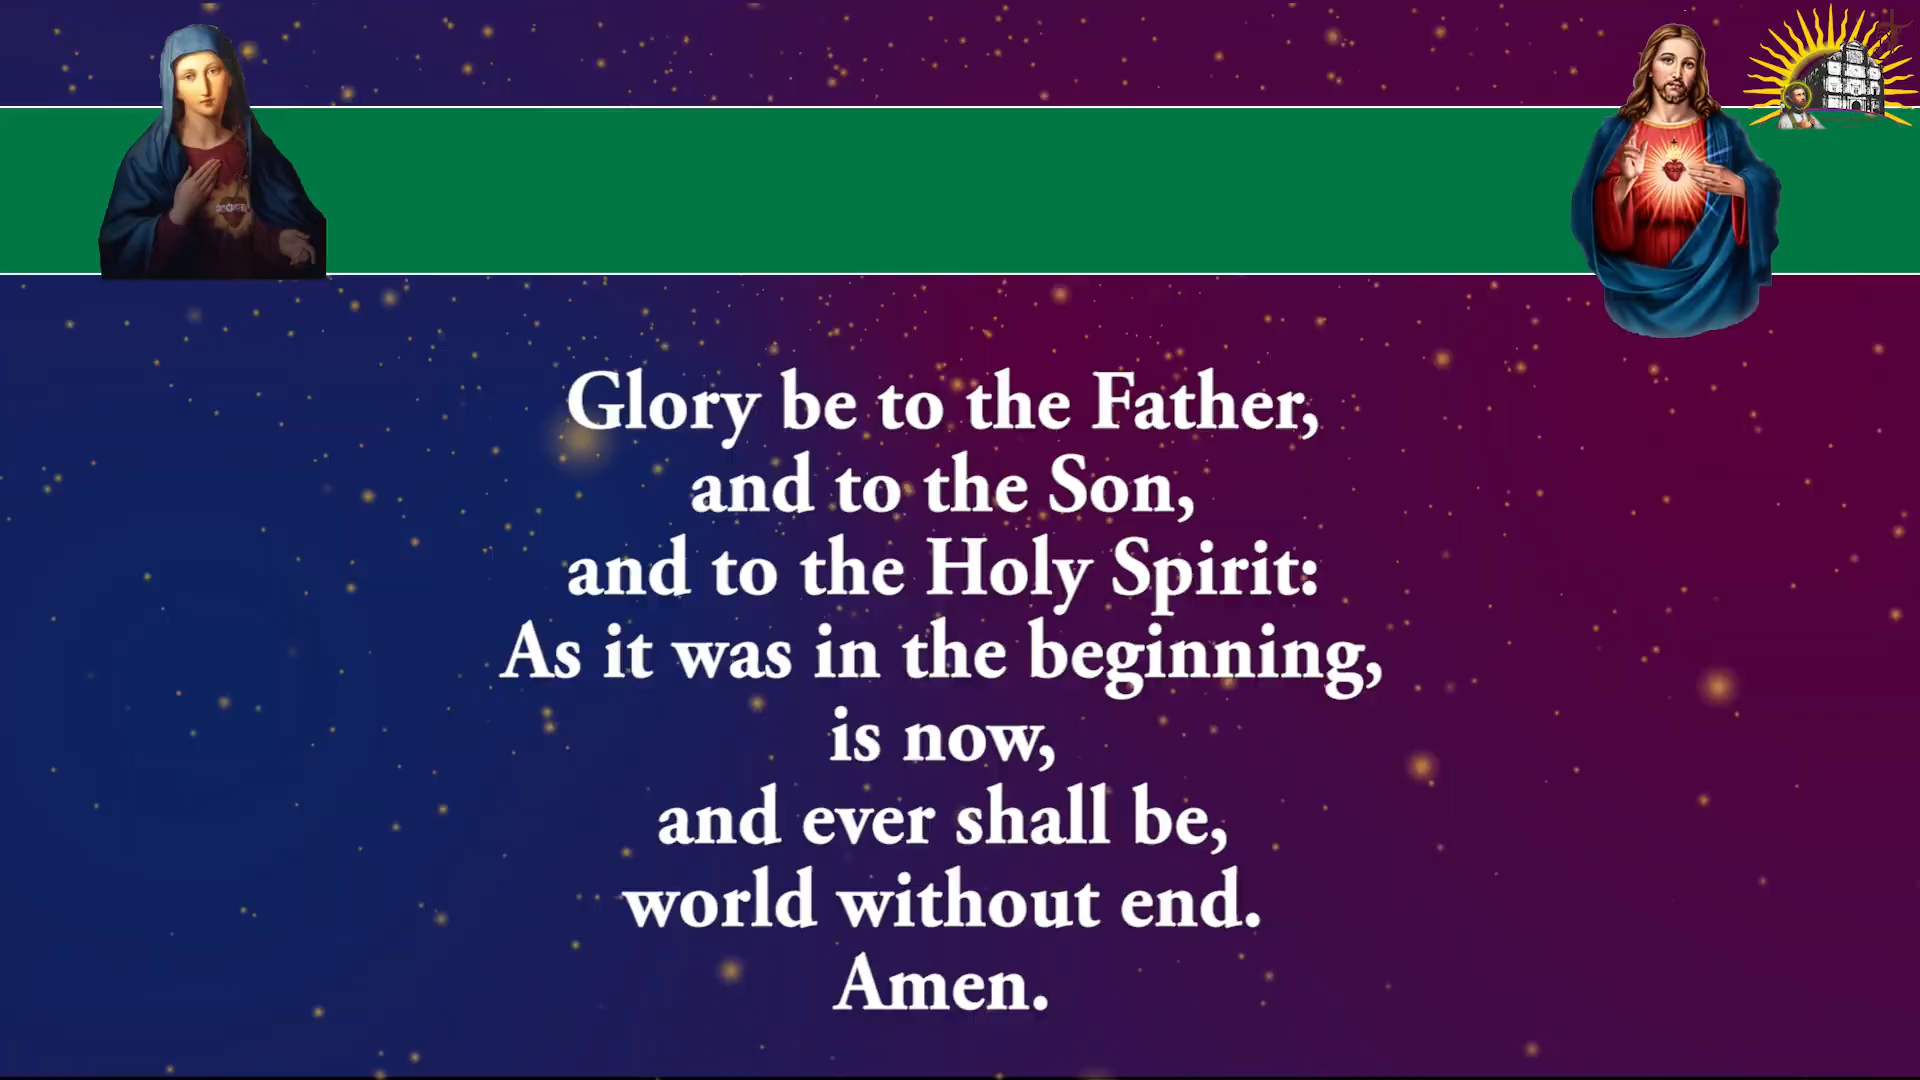 Glory be to the Father,
and to the Son,
and to the Holy Spirit:
As it was in the beginning,
is now,
and ever shall be,
world without end.
Amen.